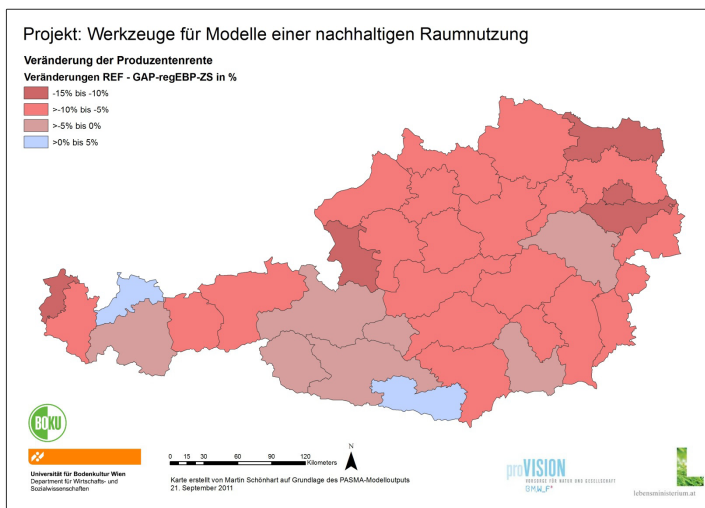 Projekt: Werkzeuge für Modelle einer nachhaltigen Raumnutzung
Veränderung der Produzentenrente
Veränderungen REF - GAP-regEBP-ZS in %
-15% bis -10%
>-10% bis -5%
>-5% bis 0%
>0% bis 5%
BOKU
Universität für Bodenkultur Wien
Department für Wirtschafts- und
Sozialwissenschaften
0 15 30 60 90 120
Kilometers
N
Karte erstellt von Martin Schönhart auf Grundlage des PASMA-Modelloutputs
21. September 2011
proVISION
VORSORGE FÜR NATUR UND GESELLSCHAFT
BM.W_Fª
lebensministerium.at